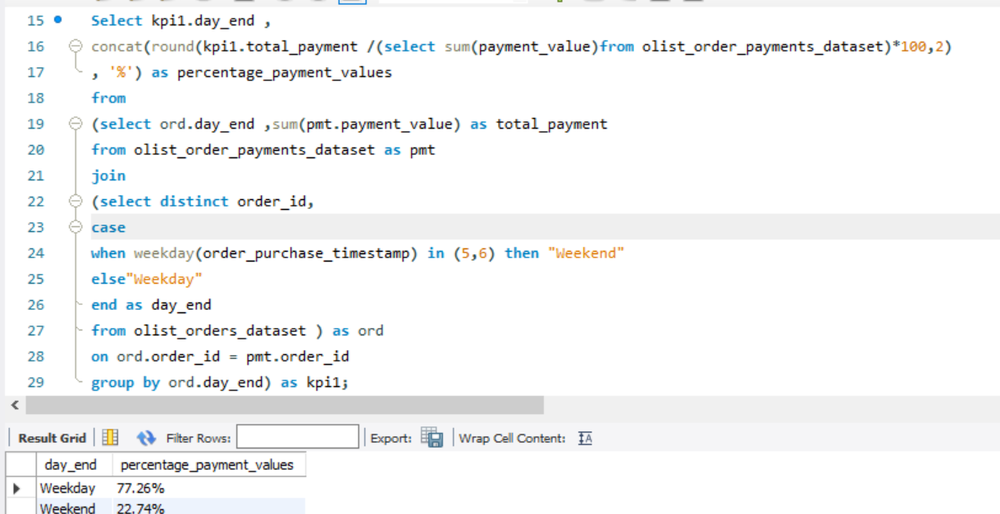 15 Select kpi1.day_end ,
16 concat(round(kpi1.total_payment /(select sum(payment_value)from olist_order_payments_dataset)*100,2)
17 , '%') as percentage_payment_values
18 from
19 (select ord.day_end ,sum(pmt.payment_value) as total_payment
20 from olist_order_payments_dataset as pmt
21 join
22 (select distinct order_id,
23 case
24 when weekday(order_purchase_timestamp) in (5,6) then "Weekend"
25 else"Weekday"
26 end as day_end
27 from olist_orders_dataset ) as ord
28 on ord.order_id = pmt.order_id
29 group by ord.day_end) as kpi1;
Result Grid Filter Rows: Export: Wrap Cell Content:
day_end percentage_payment_values
Weekday 77.26%
Weekend 22.74%